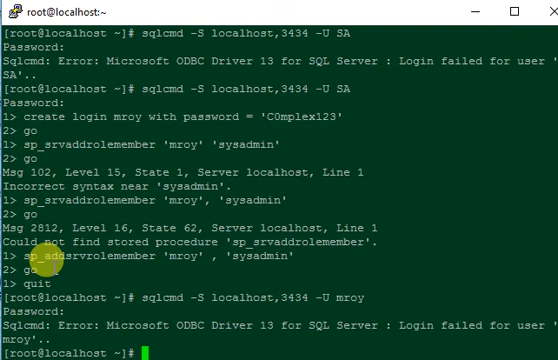 root@localhost:~
[root@localhost ~]# sqlcmd -S localhost,3434 -U SA
Password:
Sqlcmd: Error: Microsoft ODBC Driver 13 for SQL Server : Login failed for user '
SA'..
[root@localhost ~]# sqlcmd -S localhost,3434 -U SA
Password:
1> create login mroy with password = 'C0mplex123'
2> go
1> sp_srvaddrolemember 'mroy' 'sysadmin'
2> go
Msg 102, Level 15, State 1, Server localhost, Line 1
Incorrect syntax near 'sysadmin'.
1> sp_srvaddrolemember 'mroy', 'sysadmin'
2> go
Msg 2812, Level 16, State 62, Server localhost, Line 1
Could not find stored procedure 'sp_srvaddrolemember'.
1> sp_addsrvrolemember 'mroy' , 'sysadmin'
2> go
1> quit
[root@localhost ~]# sqlcmd -S localhost,3434 -U mroy
Password:
Sqlcmd: Error: Microsoft ODBC Driver 13 for SQL Server : Login failed for user '
mroy'..
[root@localhost ~]#